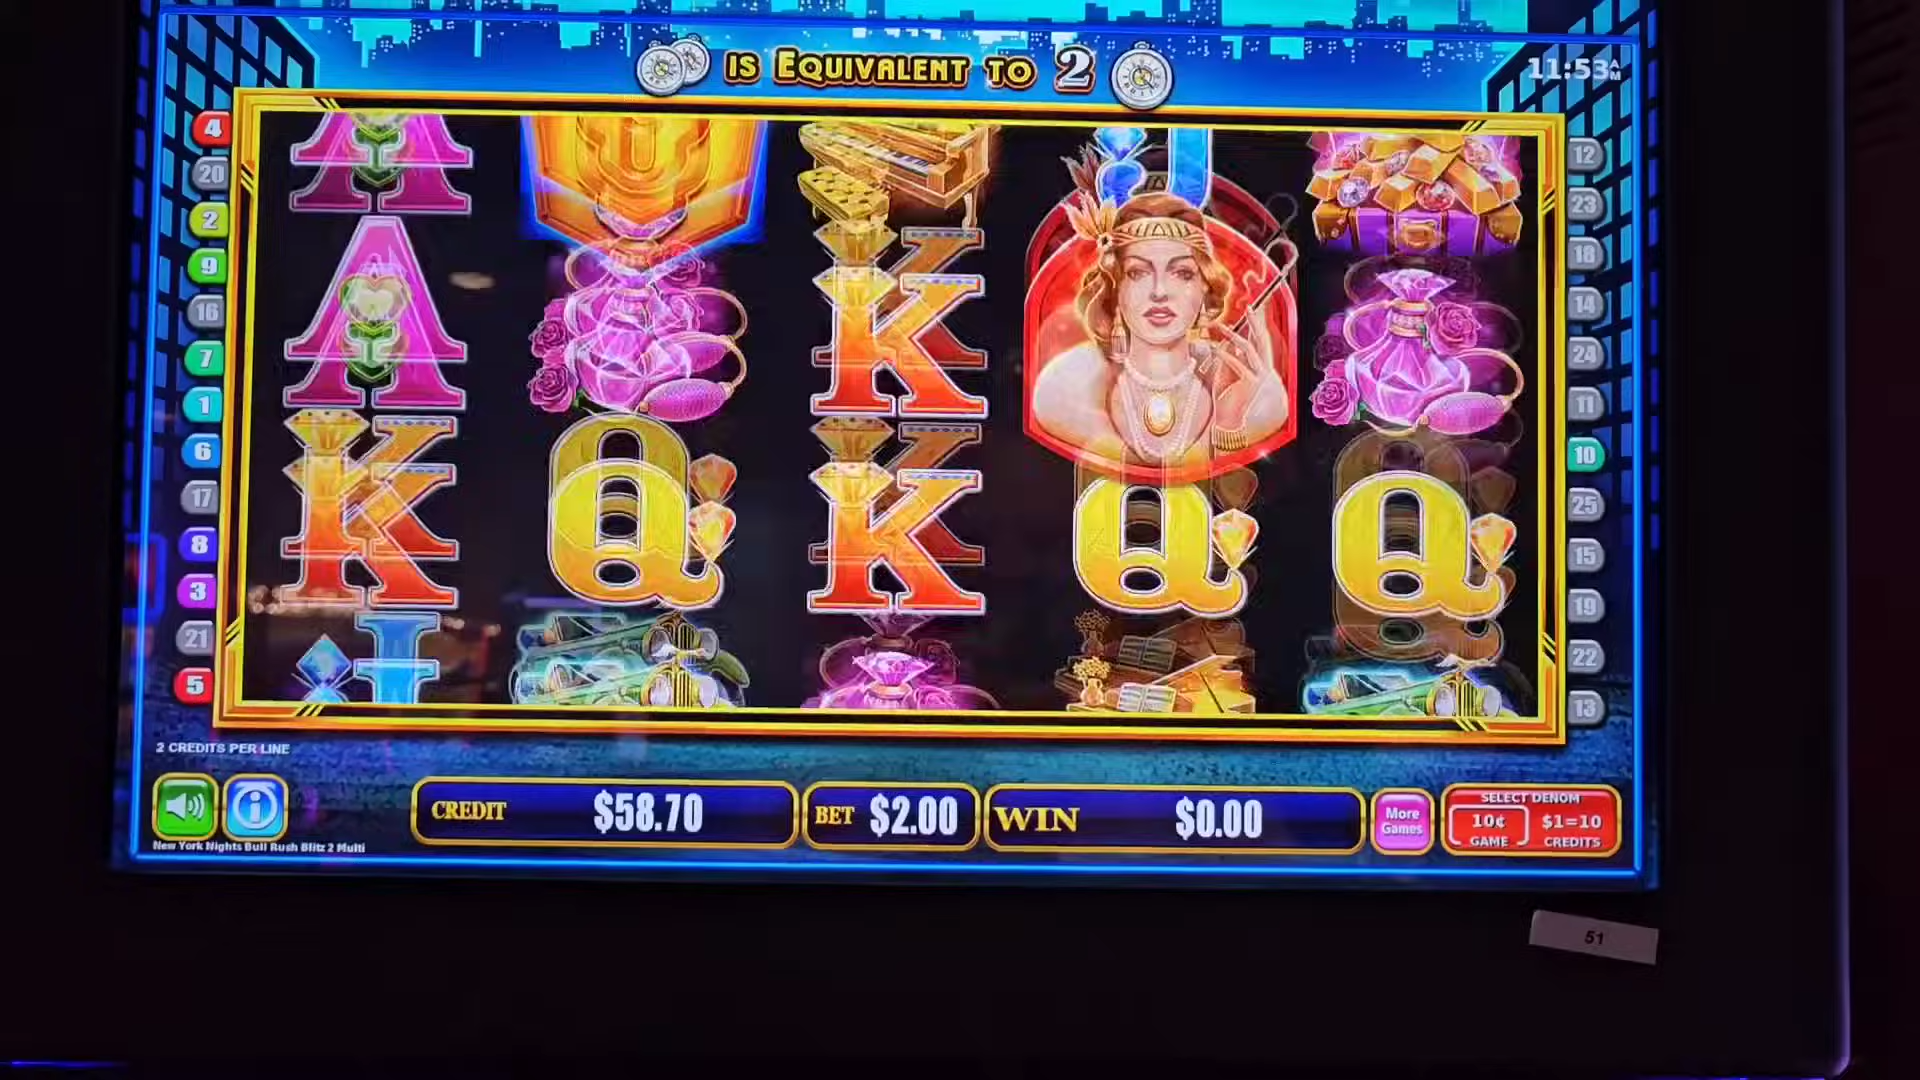 IS EQUIVALENT TO 2
11:53 AM
4
20
2
9
16
7
1
6
17
8
3
21
5
12
23
18
14
24
11
10
25
15
19
22
13
A
A
K
K
K
Q
Q
Q
J
2 CREDITS PER LINE
CREDIT $58.70
BET $2.00
WIN $0.00
More Games
SELECT DENOM
10¢ $1=10
GAME CREDITS
New York Nights Bull Rush Blitz 2 Multi
51